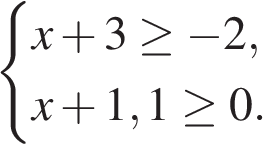 x + 3 ≥ −2,
x + 1,1 ≥ 0.